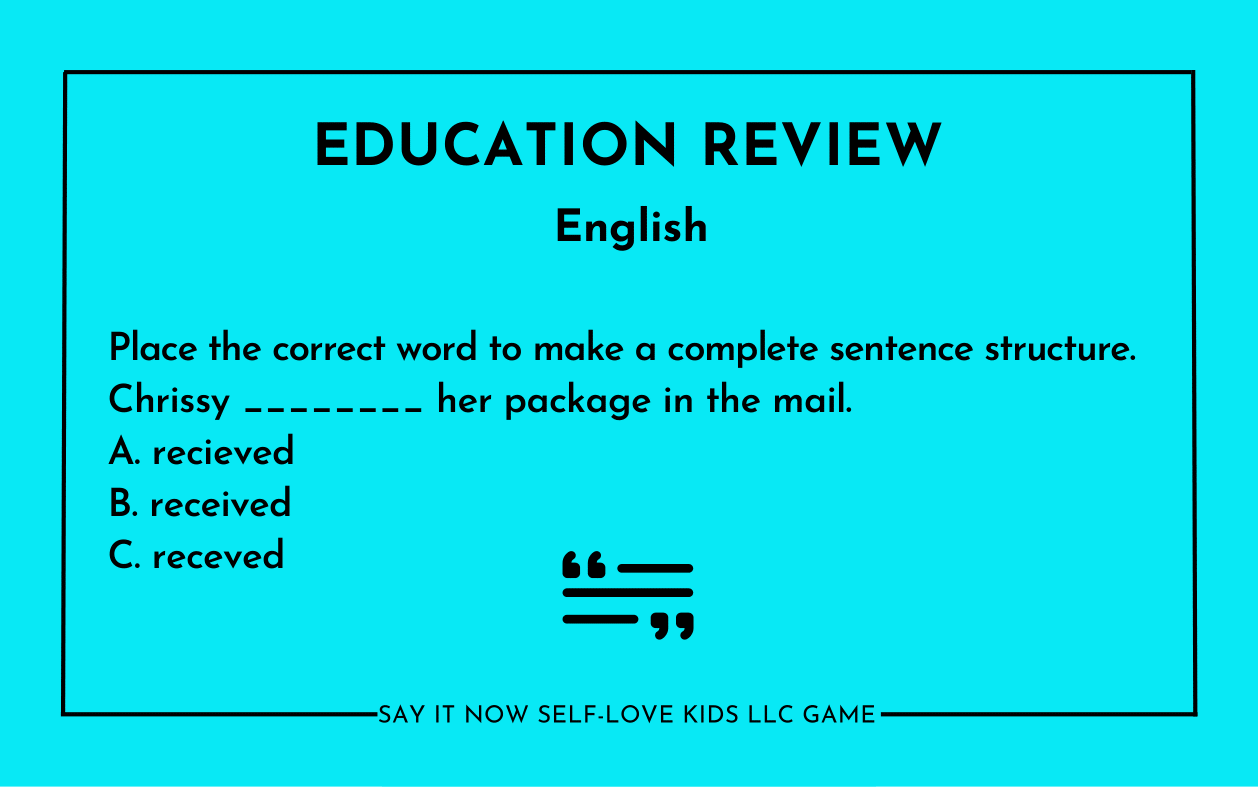 EDUCATION REVIEW
English
Place the correct word to make a complete sentence structure.
Chrissy ________ her package in the mail.
A. recieved
B. received
C. receved
SAY IT NOW SELF-LOVE KIDS LLC GAME